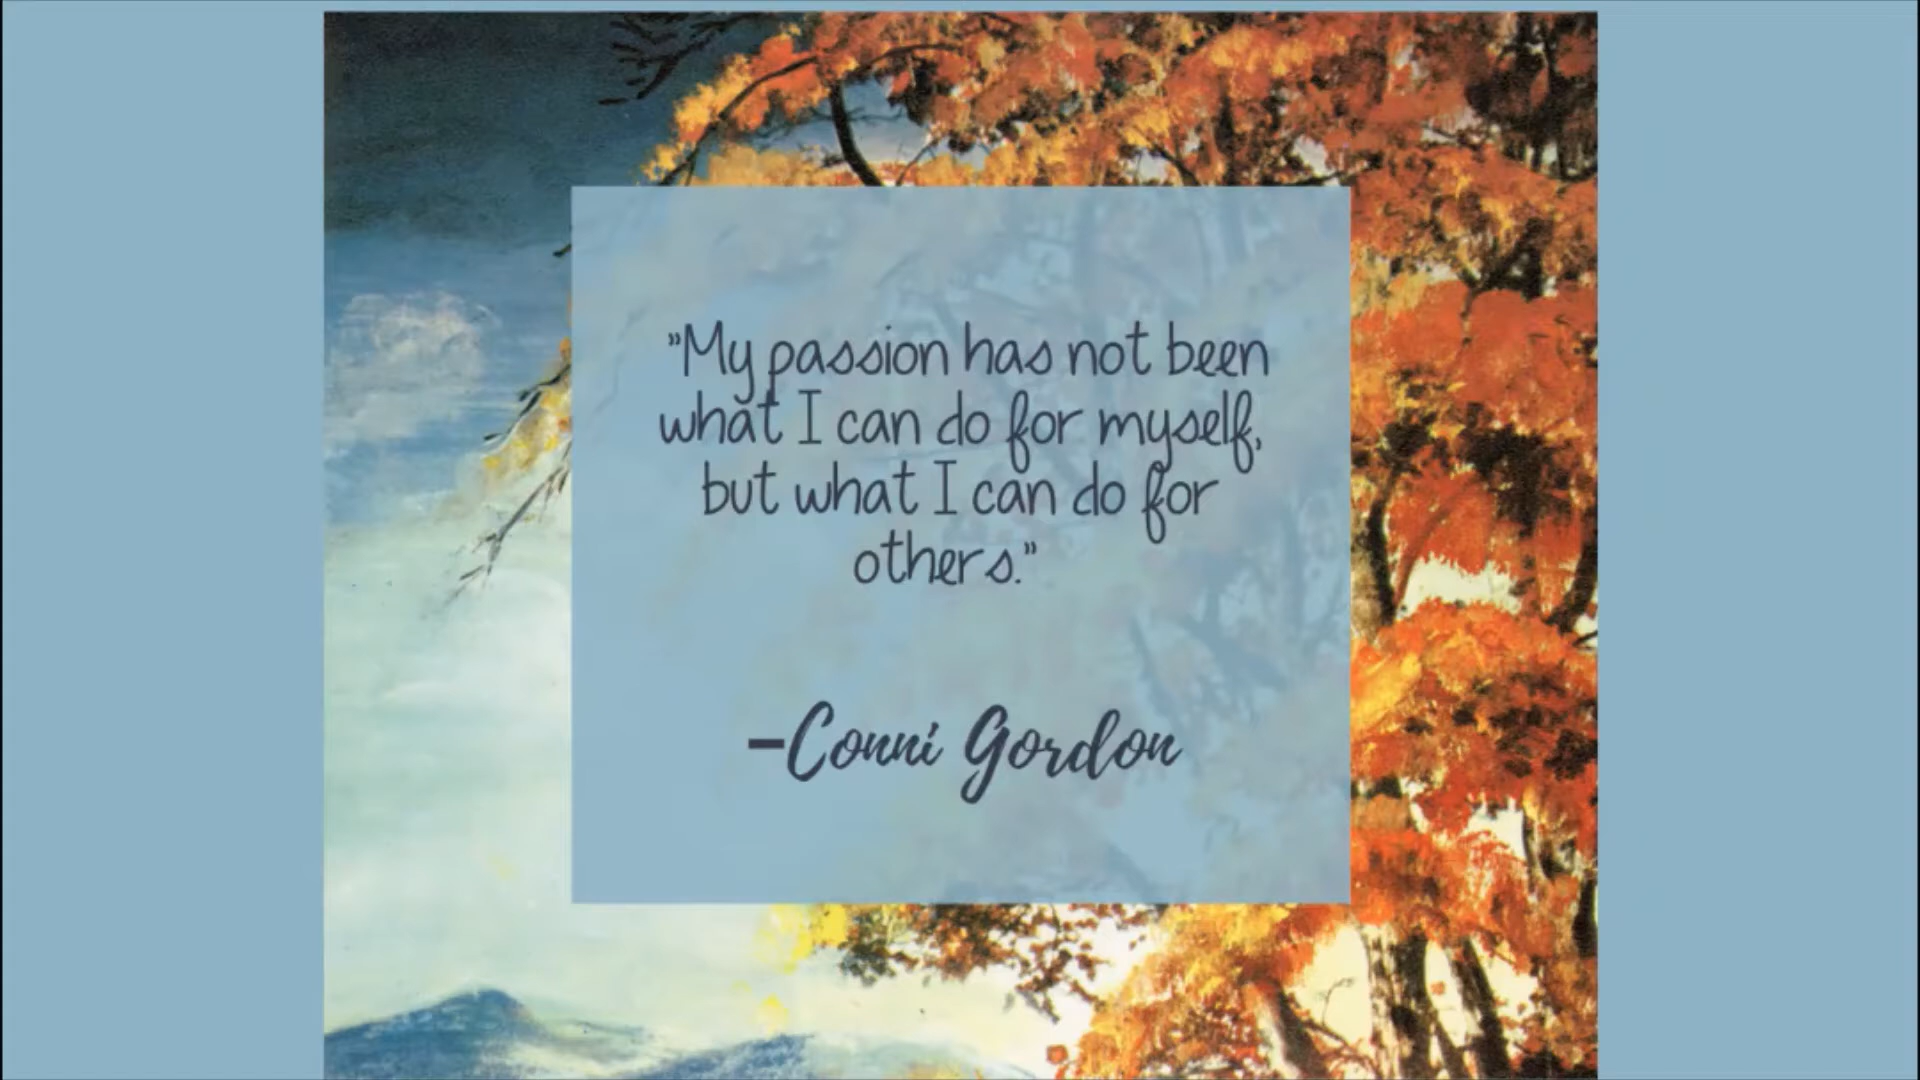 "My passion has not been
what I can do for myself,
but what I can do for
others."
-Conni Gordon